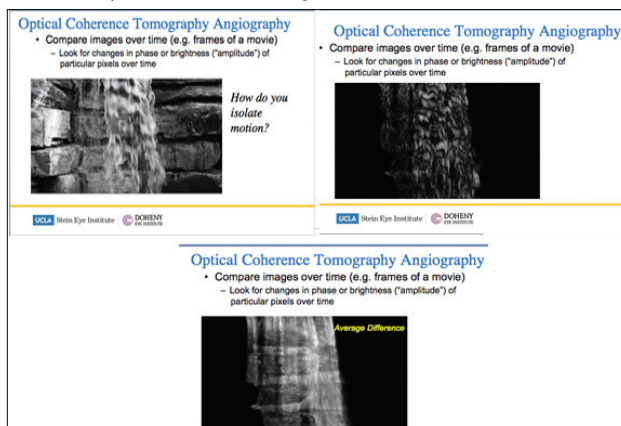 Optical Coherence Tomography Angiography
• Compare images over time (e.g. frames of a movie)
– Look for changes in phase or brightness ("amplitude") of
particular pixels over time
How do you
isolate
motion?
UCLA Stein Eye Institute DOHENY
EYE INSTITUTE
Optical Coherence Tomography Angiography
• Compare images over time (e.g. frames of a movie)
– Look for changes in phase or brightness ("amplitude") of
particular pixels over time
UCLA Stein Eye Institute DOHENY
EYE INSTITUTE
Optical Coherence Tomography Angiography
• Compare images over time (e.g. frames of a movie)
– Look for changes in phase or brightness ("amplitude") of
particular pixels over time
Average Difference